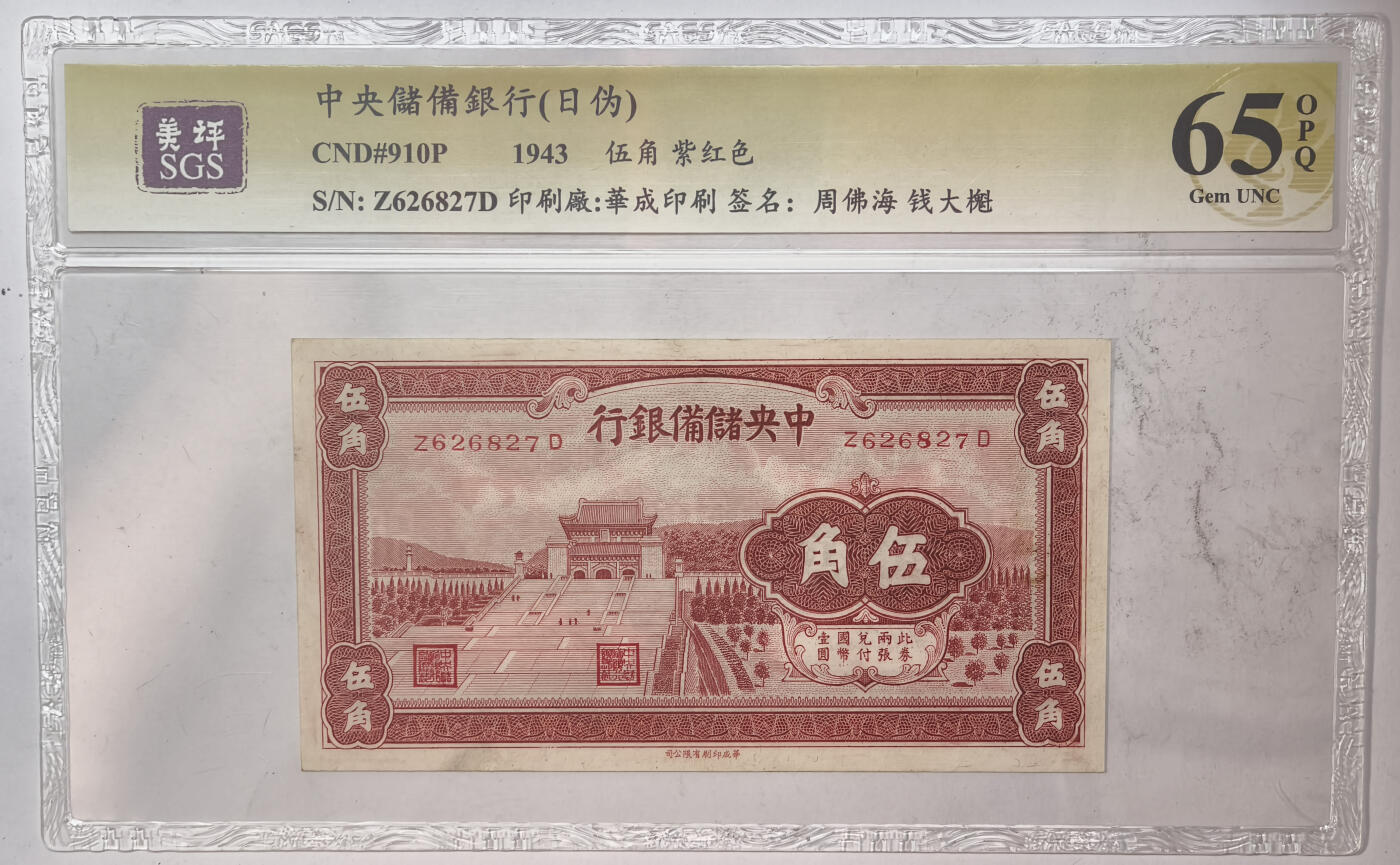 美评
SGS
中央儲備銀行(日伪)
CND#910P 1943 伍角 紫红色
S/N: Z626827D 印刷廠:華成印刷 签名: 周佛海 钱大櫆
65
OPQ
Gem UNC
伍角
伍角
行銀備儲央中
Z626827D
Z626827D
角伍
此券
兩張
兌付
國幣
壹圓
伍角
伍角
司公限有刷印成華